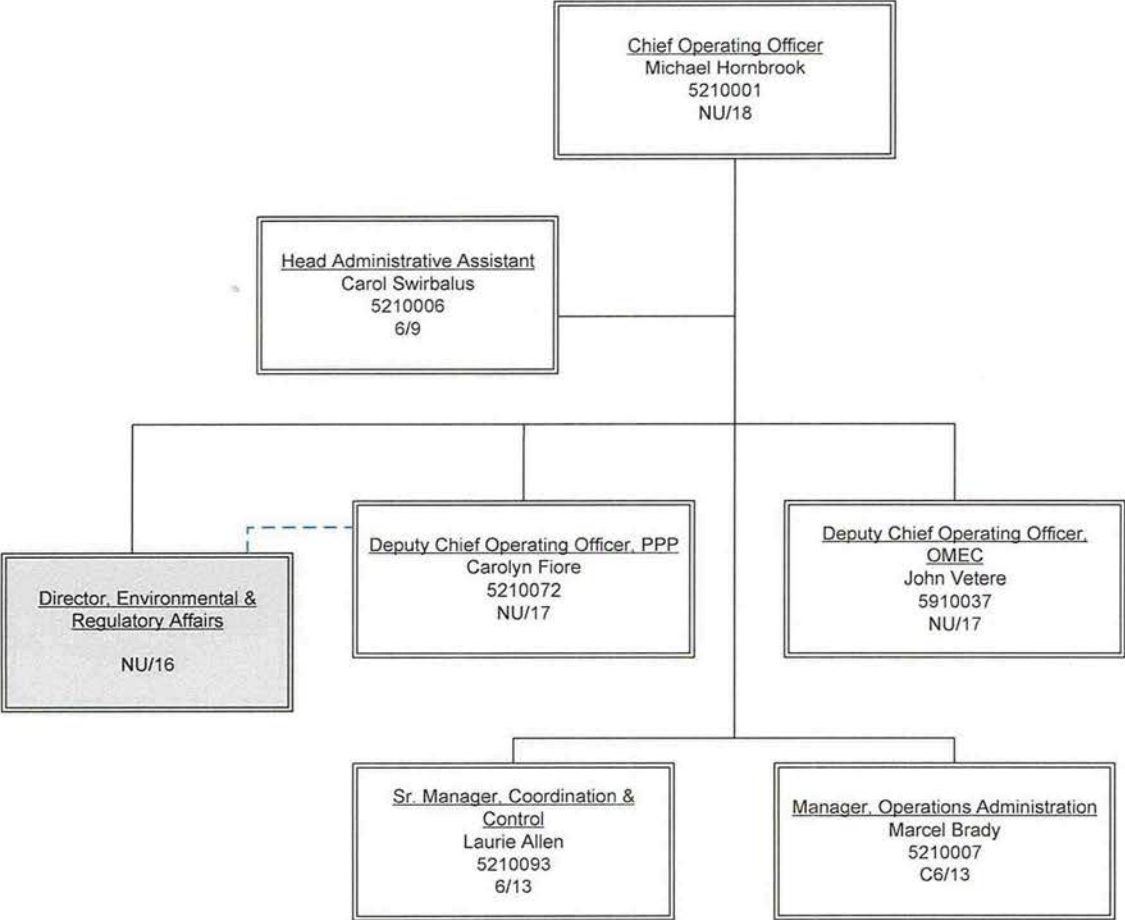 Chief Operating Officer
Michael Hornbrook
5210001
NU/18
Head Administrative Assistant
Carol Swirbalus
5210006
6/9
Director, Environmental &
Regulatory Affairs
NU/16
Deputy Chief Operating Officer, PPP
Carolyn Fiore
5210072
NU/17
Deputy Chief Operating Officer,
OMEC
John Vetere
5910037
NU/17
Sr. Manager, Coordination &
Control
Laurie Allen
5210093
6/13
Manager, Operations Administration
Marcel Brady
5210007
C6/13